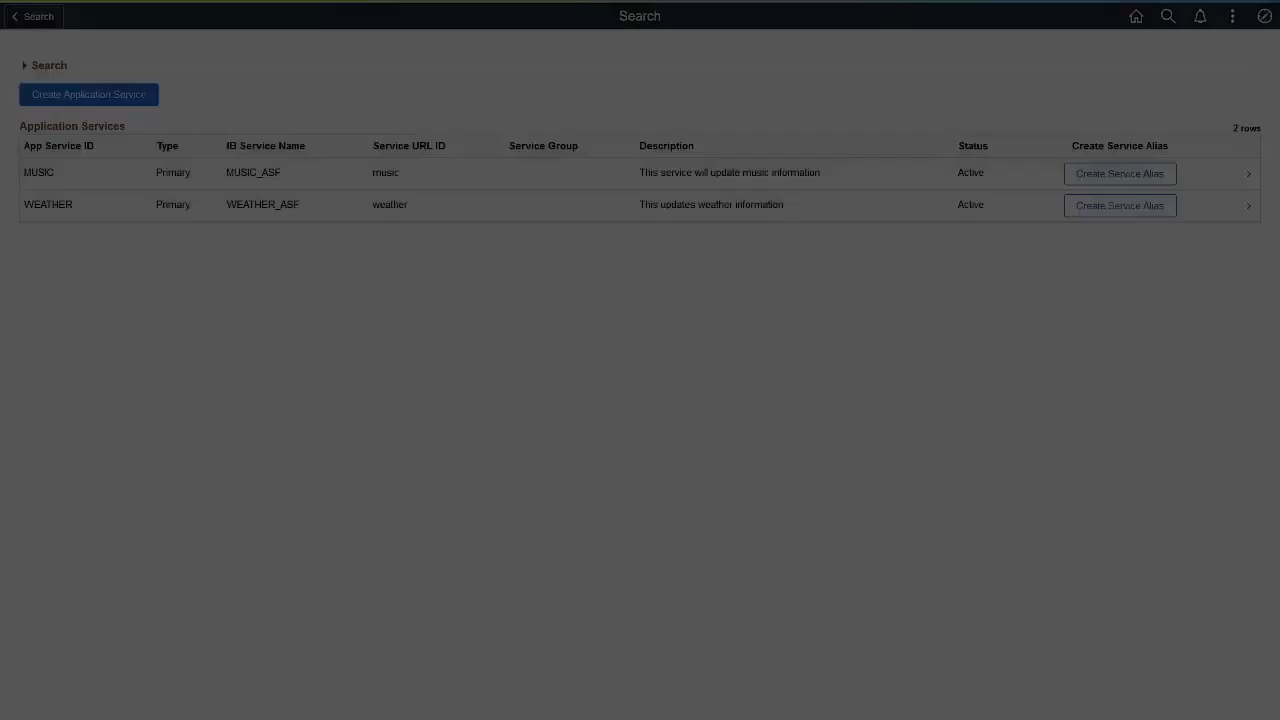 Search
Search
Search
Create Application Service
Application Services
2 rows
App Service ID Type IB Service Name Service URL ID Service Group Description Status Create Service Alias
MUSIC Primary MUSIC_ASF music This service will update music information Active Create Service Alias
WEATHER Primary WEATHER_ASF weather This updates weather information Active Create Service Alias